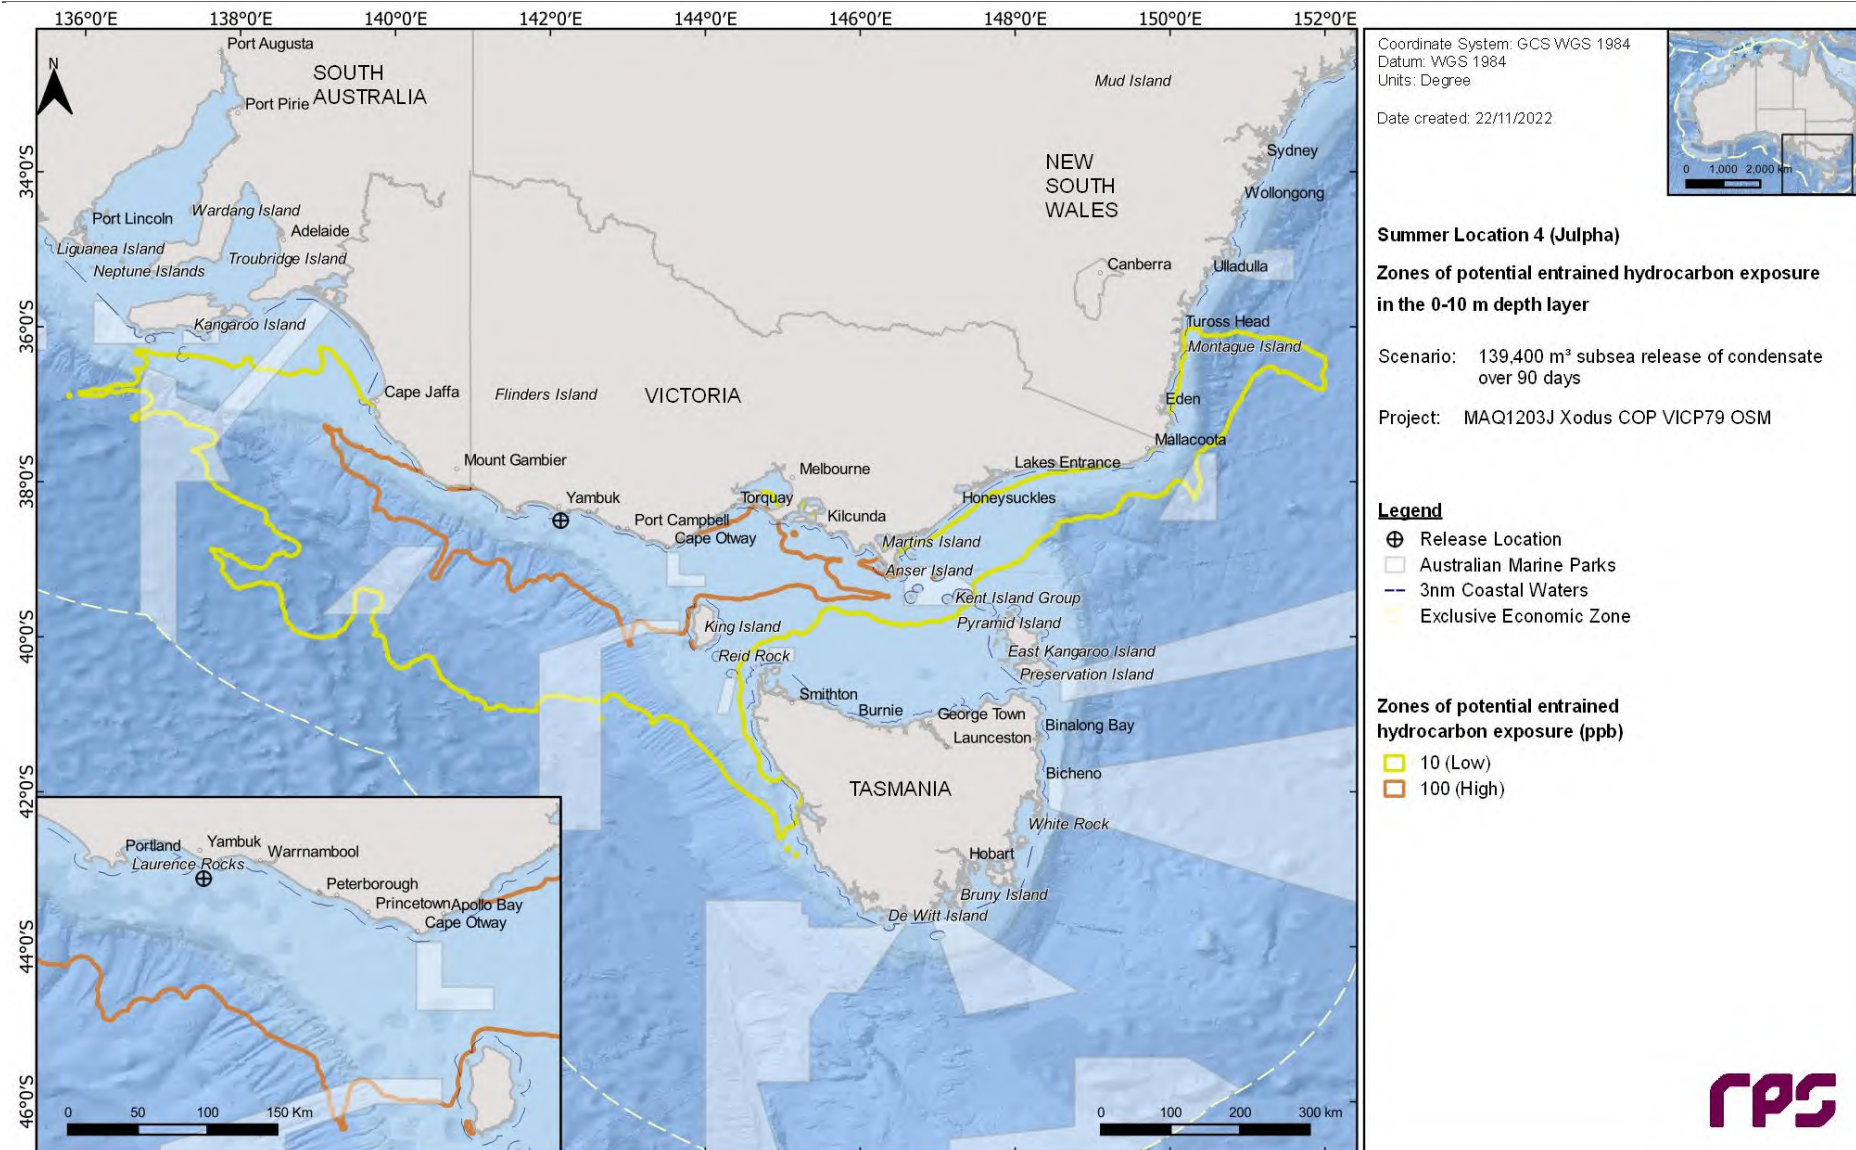 136°0'E 138°0'E 140°0'E 142°0'E 144°0'E 146°0'E 148°0'E 150°0'E 152°0'E
34°0'S
36°0'S
38°0'S
40°0'S
42°0'S
44°0'S
46°0'S
N
Port Augusta
SOUTH
AUSTRALIA
Port Pirie
Mud Island
Sydney
NEW
SOUTH
WALES
Wollongong
Port Lincoln
Wardang Island
Adelaide
Liguanea Island
Troubridge Island
Neptune Islands
Canberra
Ulladulla
Kangaroo Island
Tuross Head
Montague Island
Cape Jaffa
Flinders Island
VICTORIA
Eden
Mallacoota
Mount Gambier
Melbourne
Lakes Entrance
Yambuk
Torquay
Honeysuckles
Port Campbell
Kilcunda
Cape Otway
Martins Island
Anser Island
Kent Island Group
King Island
Pyramid Island
Reid Rock
East Kangaroo Island
Preservation Island
Smithton
Burnie
George Town
Binalong Bay
Launceston
Bicheno
TASMANIA
White Rock
Hobart
Bruny Island
De Witt Island
0 100 200 300 km
Portland
Yambuk
Warrnambool
Laurence Rocks
Peterborough
Princetown
Apollo Bay
Cape Otway
0 50 100 150 Km
Coordinate System: GCS WGS 1984
Datum: WGS 1984
Units: Degree
Date created: 22/11/2022
0 1,000 2,000 km
Summer Location 4 (Julpha)
Zones of potential entrained hydrocarbon exposure
in the 0-10 m depth layer
Scenario: 139,400 m³ subsea release of condensate
over 90 days
Project: MAQ1203J Xodus COP VICP79 OSM
Legend
Release Location
Australian Marine Parks
3nm Coastal Waters
Exclusive Economic Zone
Zones of potential entrained
hydrocarbon exposure (ppb)
10 (Low)
100 (High)
rps